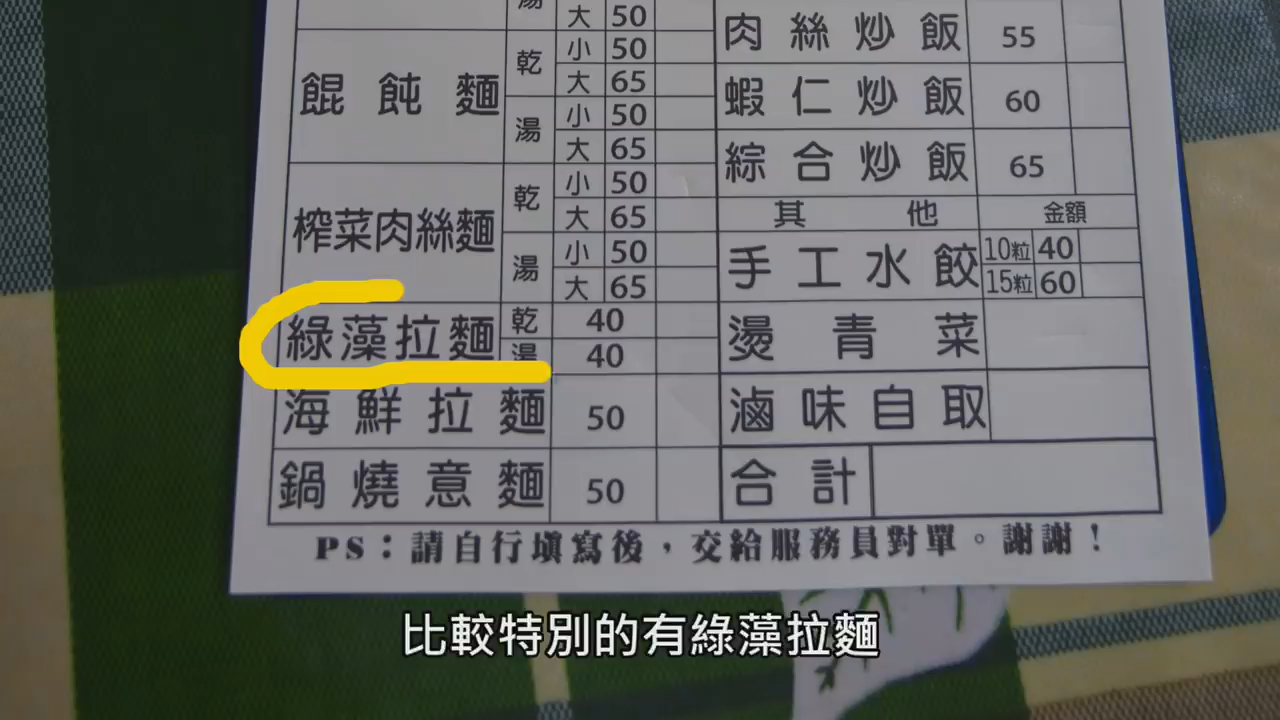 湯 大 50
餛飩麵 乾 小 50
大 65
湯 小 50
大 65
榨菜肉絲麵 乾 小 50
大 65
湯 小 50
大 65
綠藻拉麵 乾 40
湯 40
海鮮拉麵 50
鍋燒意麵 50
肉絲炒飯 55
蝦仁炒飯 60
綜合炒飯 65
其他 金額
手工水餃 10粒 40
15粒 60
燙青菜
滷味自取
合計
PS：請自行填寫後，交給服務員對單。謝謝！
比較特別的有綠藻拉麵